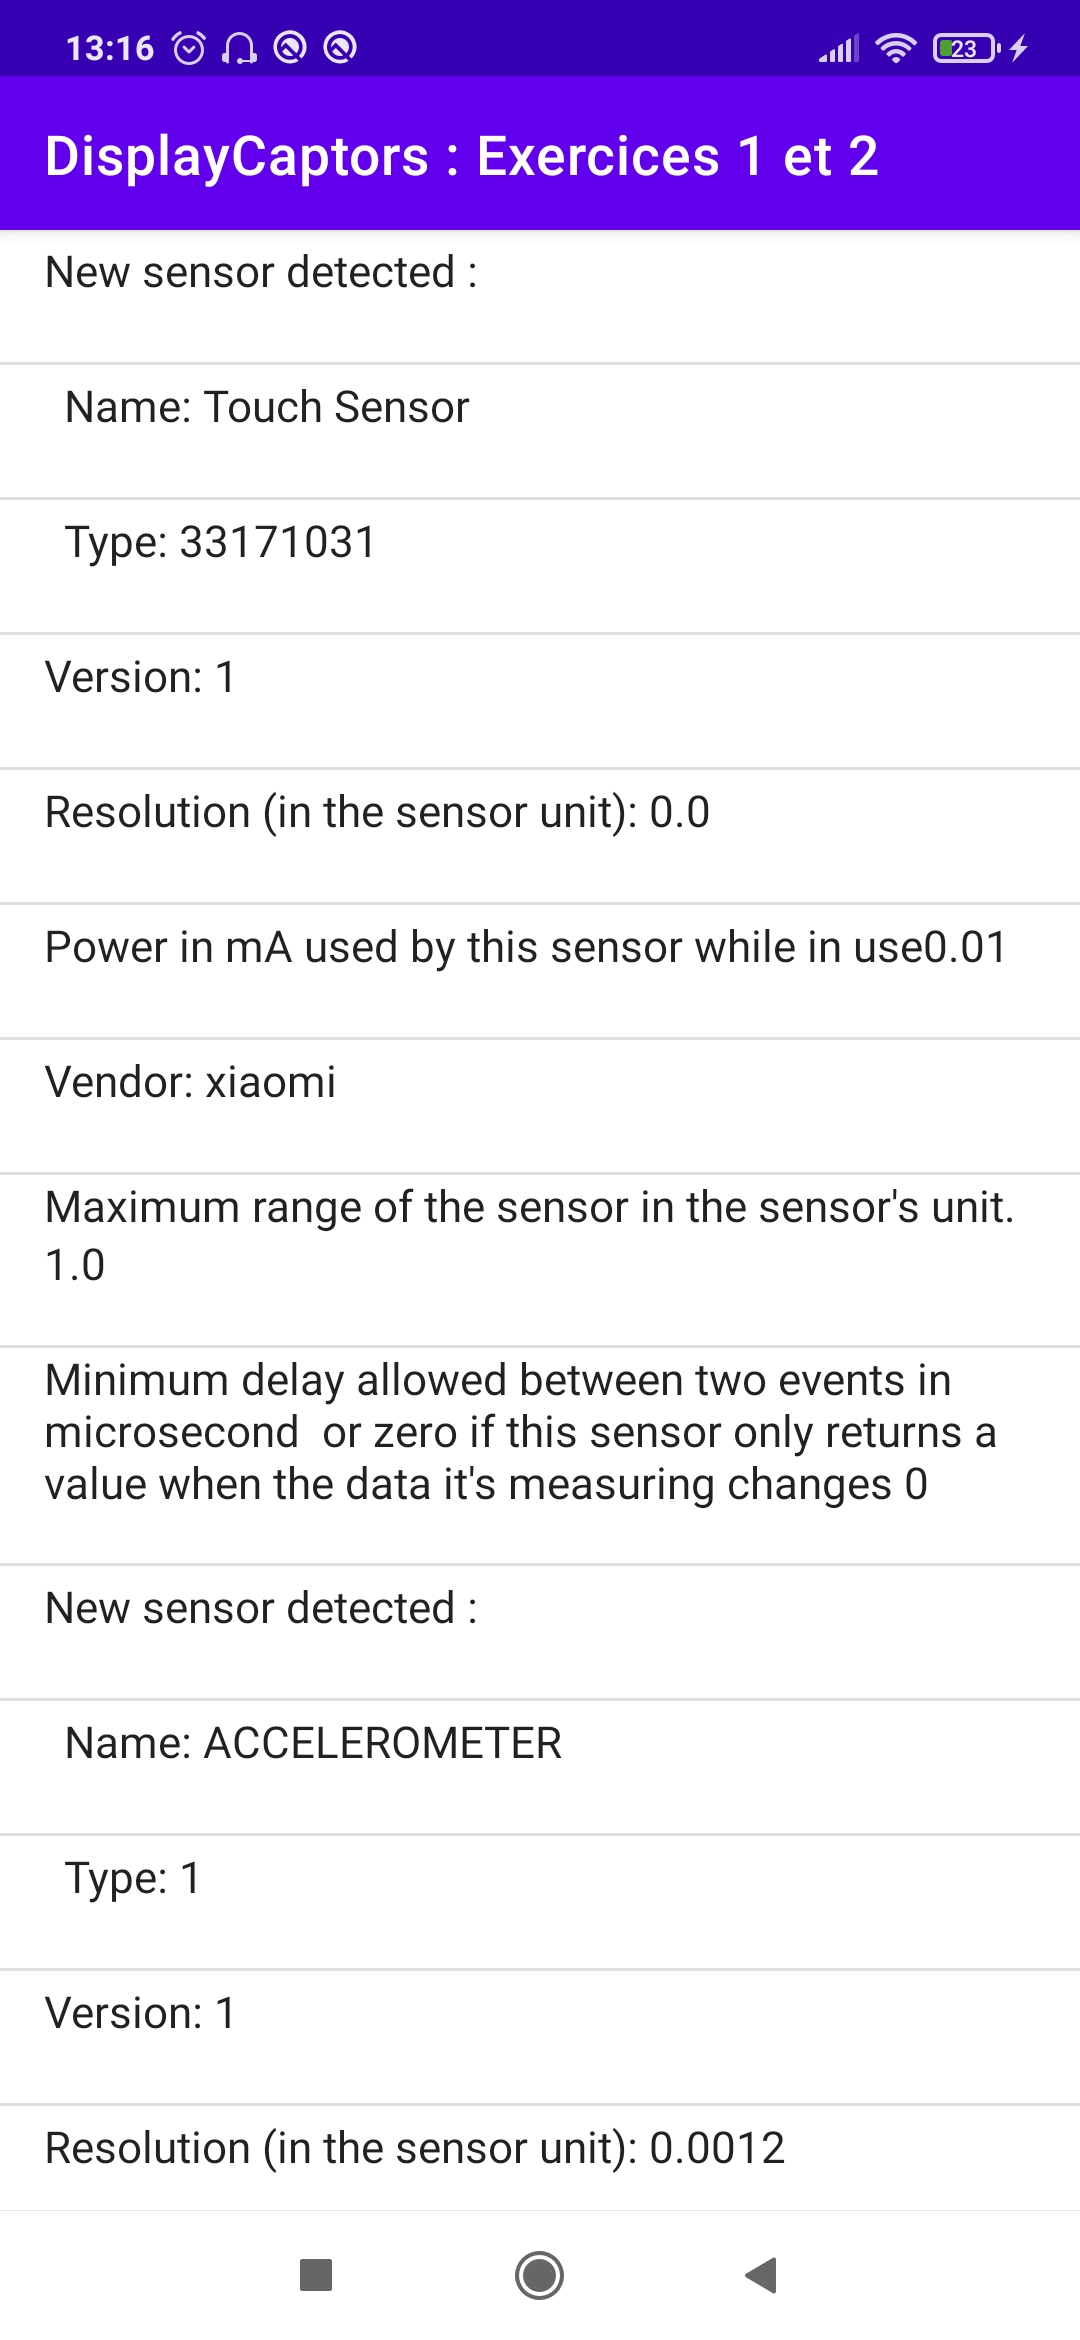 13:16
23
DisplayCaptors : Exercices 1 et 2
New sensor detected :
Name: Touch Sensor
Type: 33171031
Version: 1
Resolution (in the sensor unit): 0.0
Power in mA used by this sensor while in use0.01
Vendor: xiaomi
Maximum range of the sensor in the sensor's unit.
1.0
Minimum delay allowed between two events in
microsecond  or zero if this sensor only returns a
value when the data it's measuring changes 0
New sensor detected :
Name: ACCELEROMETER
Type: 1
Version: 1
Resolution (in the sensor unit): 0.0012